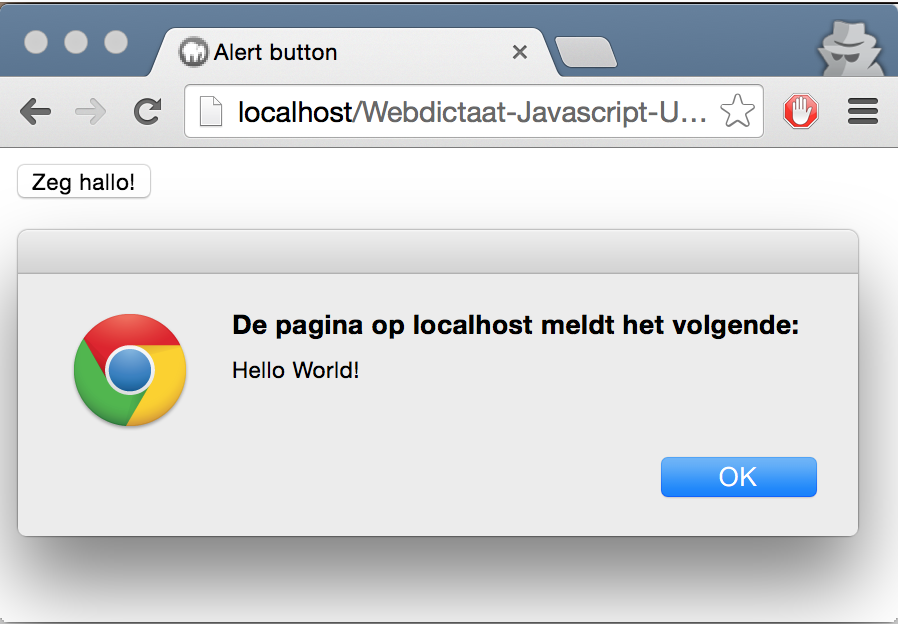 Alert button
localhost/Webdictaat-Javascript-U...
Zeg hallo!
De pagina op localhost meldt het volgende:
Hello World!
OK